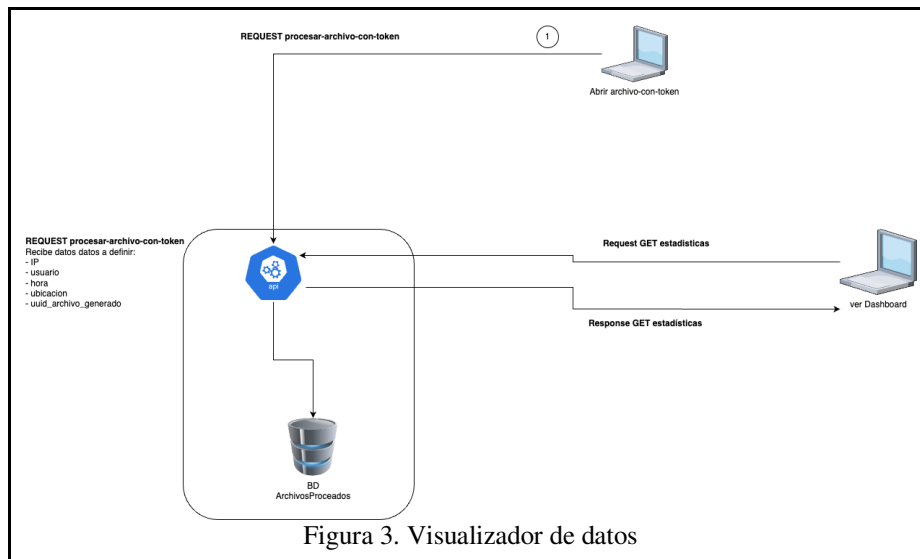 REQUEST procesar-archivo-con-token
1
Abrir archivo-con-token
REQUEST procesar-archivo-con-token
Recibe datos datos a definir:
- IP
- usuario
- hora
- ubicacion
- uuid_archivo_generado
api
Request GET estadisticas
ver Dashboard
Response GET estadísticas
BD
ArchivosProceados
Figura 3. Visualizador de datos